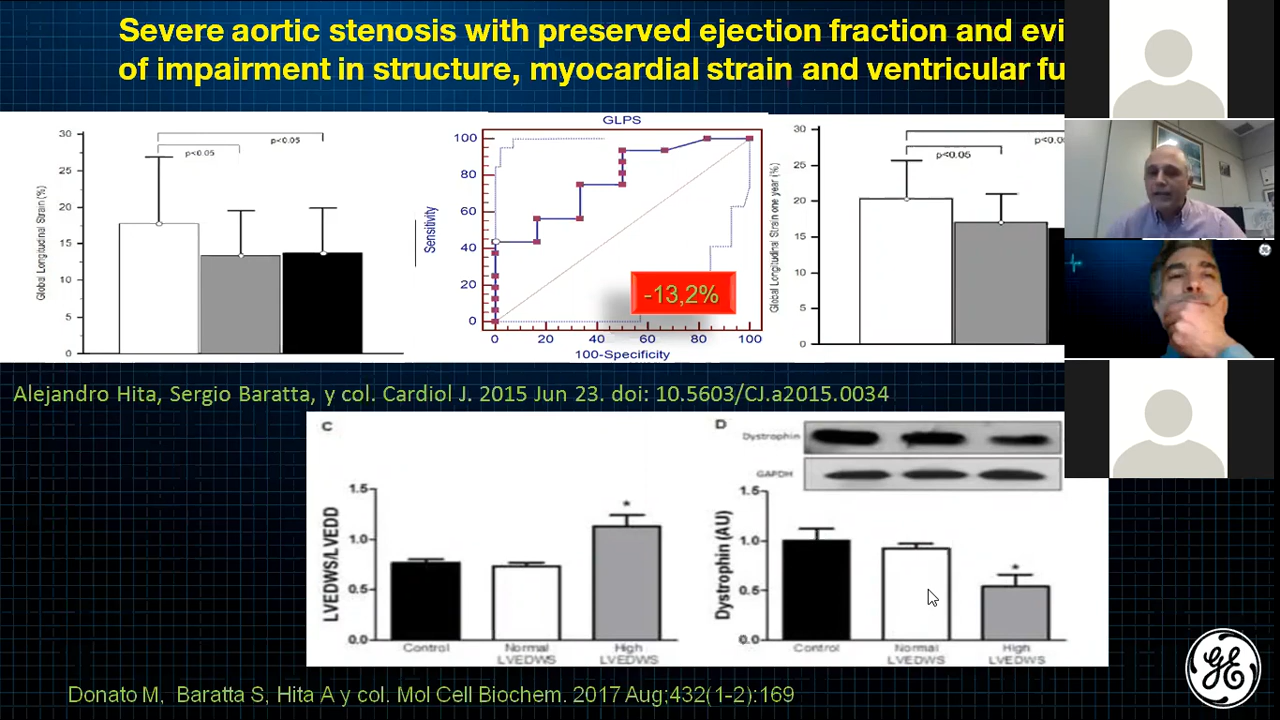 Severe aortic stenosis with preserved ejection fraction and evi
of impairment in structure, myocardial strain and ventricular fu
30
25
20
15
10
5
0
Global Longitudinal Strain (%)
p<0.05
p<0.05
GLPS
100
80
60
40
20
0
Sensitivity
0 20 40 60 80 100
100-Specificity
-13,2%
30
25
20
15
10
5
0
Global Longitudinal Strain one year (%)
p<0.05
Alejandro Hita, Sergio Baratta, y col. Cardiol J. 2015 Jun 23. doi: 10.5603/CJ.a2015.0034
C
1.5
1.0
0.5
0.0
LVEDWS/LVEDD
*
Control
Normal LVEDWS
High LVEDWS
D
Dystrophin
GAPDH
1.5
1.0
0.5
0.0
Dystrophin (AU)
*
Control
Normal LVEDWS
High LVEDWS
Donato M, Baratta S, Hita A y col. Mol Cell Biochem. 2017 Aug;432(1-2):169
GE